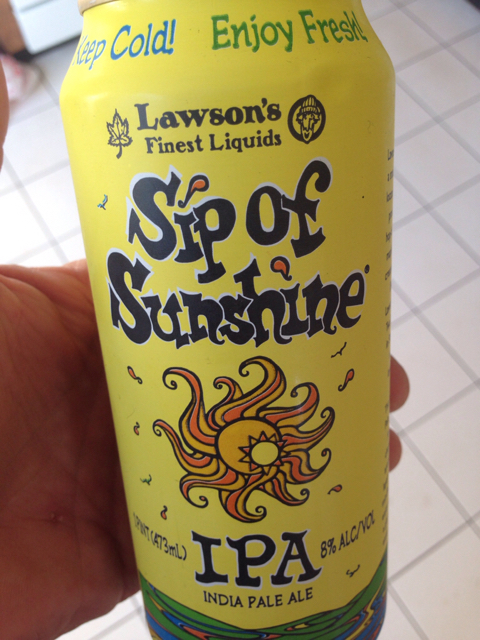 Keep Cold! Enjoy Fresh!
Lawson's
Finest Liquids
Sip of
Sunshine
1 PINT (473mL) IPA 8% ALC/VOL
INDIA PALE ALE